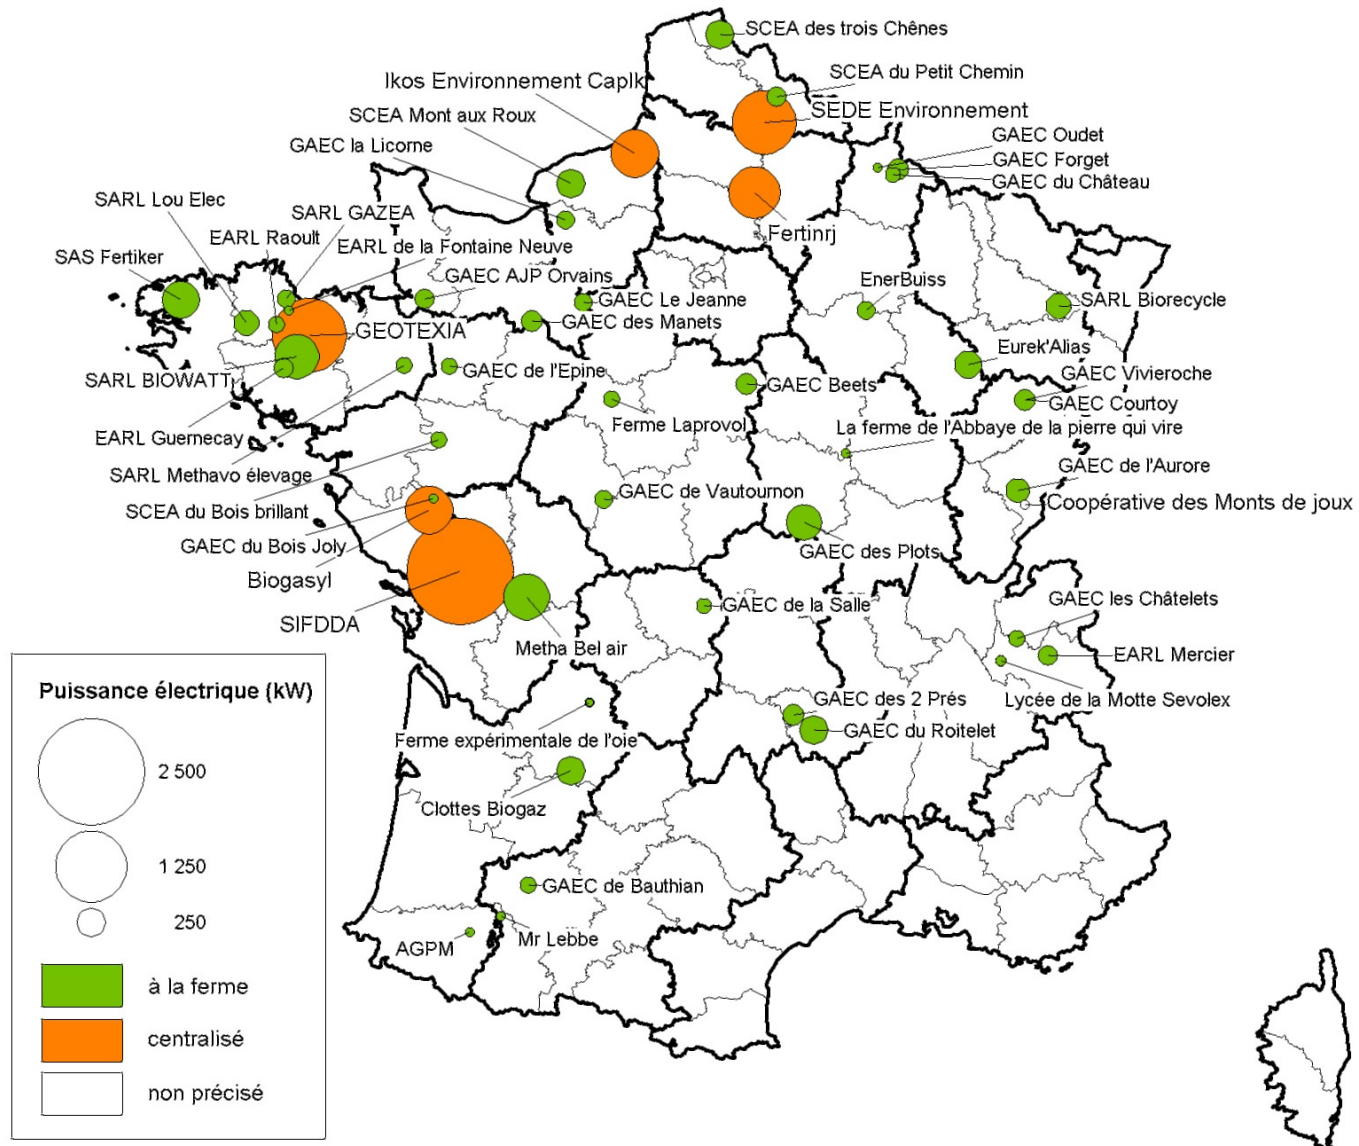 SCEA des trois Chênes
SCEA du Petit Chemin
Ikos Environnement Caplk
SEDE Environnement
SCEA Mont aux Roux
GAEC Oudet
GAEC la Licorne
GAEC Forget
GAEC du Château
SARL Lou Elec
SARL GAZEA
EARL Raoult
EARL de la Fontaine Neuve
Fertinrj
SAS Fertiker
GAEC AJP Orvains
EnerBuiss
GAEC Le Jeanne
SARL Biorecycle
GAEC des Manets
GEOTEXIA
Eurek'Alias
SARL BIOWATT
GAEC de l'Epine
GAEC Beets
GAEC Vivieroche
GAEC Courtoy
EARL Guernecay
Ferme Laprovol
La ferme de l'Abbaye de la pierre qui vire
SARL Methavo élevage
GAEC de l'Aurore
SCEA du Bois brillant
GAEC de Vautournon
Coopérative des Monts de joux
GAEC du Bois Joly
GAEC des Plots
Biogasyl
SIFDDA
GAEC de la Salle
GAEC les Châtelets
Metha Bel air
EARL Mercier
Lycée de la Motte Sevolex
GAEC des 2 Prés
GAEC du Roitelet
Ferme expérimentale de l'oie
Clottes Biogaz
GAEC de Bauthian
Mr Lebbe
AGPM
Puissance électrique (kW)
2 500
1 250
250
à la ferme
centralisé
non précisé